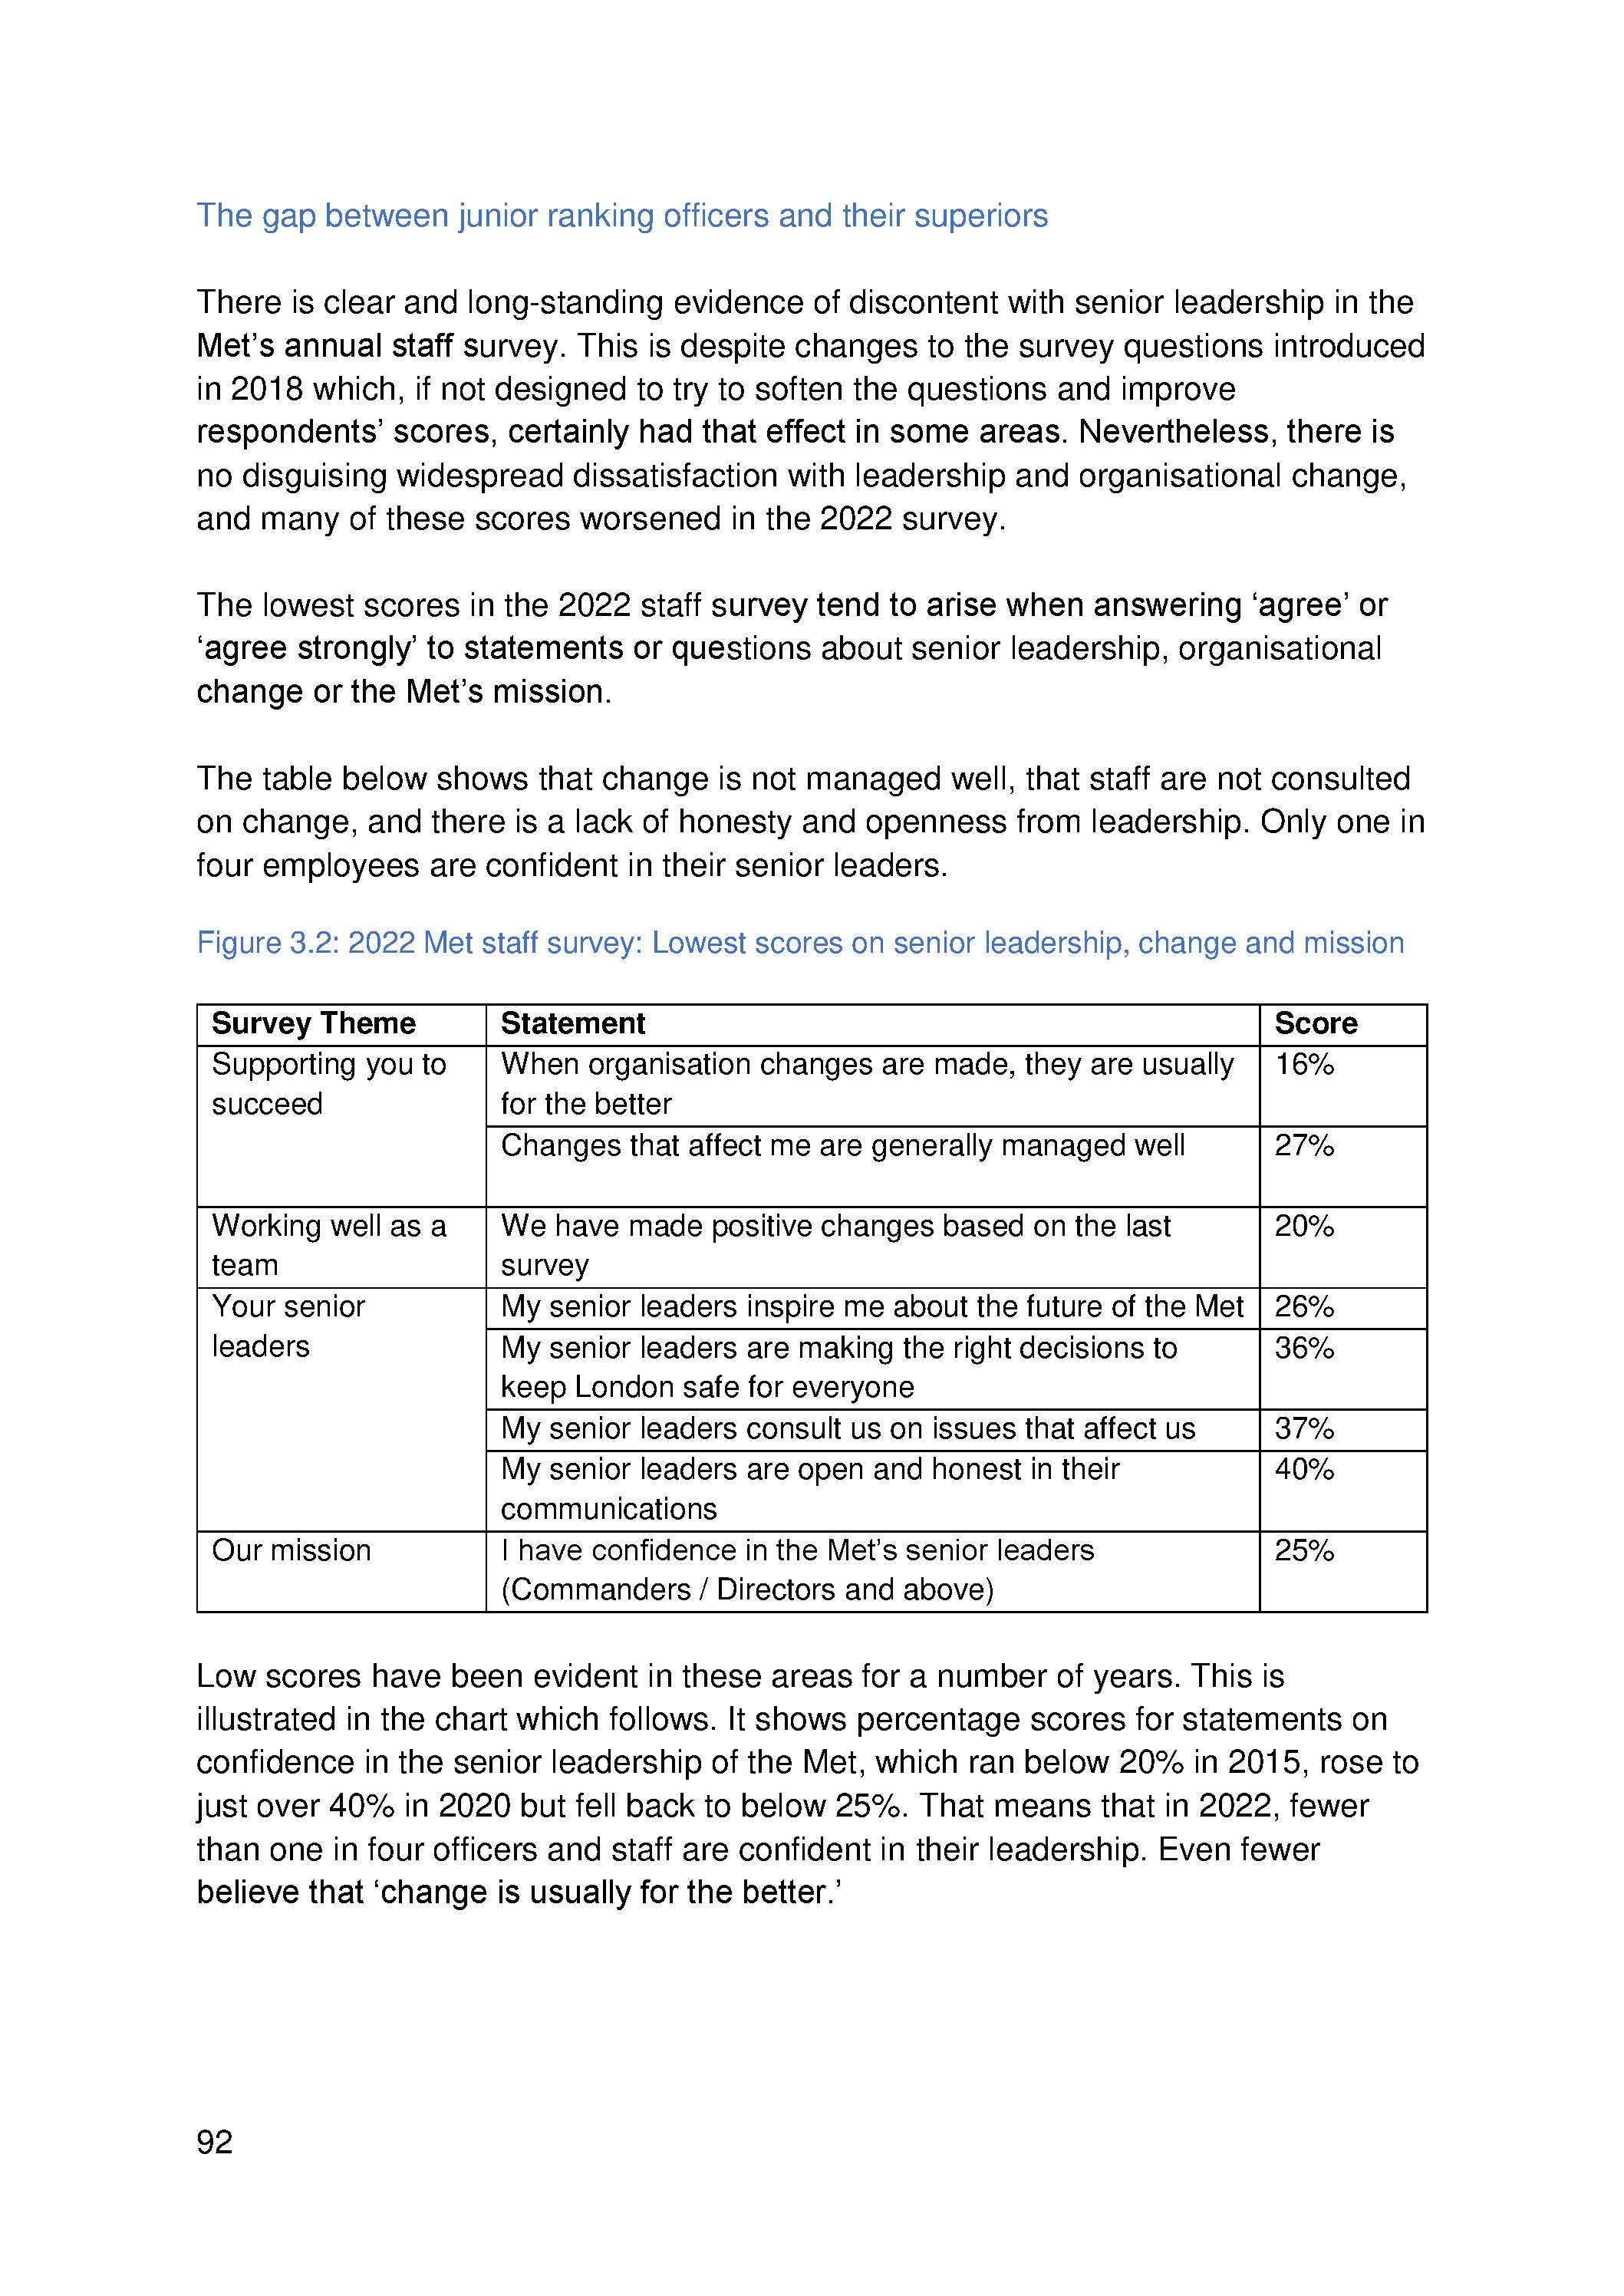 The gap between junior ranking officers and their superiors
There is clear and long-standing evidence of discontent with senior leadership in the
Met’s annual staff survey. This is despite changes to the survey questions introduced
in 2018 which, if not designed to try to soften the questions and improve
respondents’ scores, certainly had that effect in some areas. Nevertheless, there is
no disguising widespread dissatisfaction with leadership and organisational change,
and many of these scores worsened in the 2022 survey.
The lowest scores in the 2022 staff survey tend to arise when answering ‘agree’ or
‘agree strongly’ to statements or questions about senior leadership, organisational
change or the Met’s mission.
The table below shows that change is not managed well, that staff are not consulted
on change, and there is a lack of honesty and openness from leadership. Only one in
four employees are confident in their senior leaders.
Figure 3.2: 2022 Met staff survey: Lowest scores on senior leadership, change and mission
Survey Theme Statement Score
Supporting you to When organisation changes are made, they are usually 16%
succeed for the better
Changes that affect me are generally managed well 27%
Working well as a We have made positive changes based on the last 20%
team survey
Your senior My senior leaders inspire me about the future of the Met 26%
leaders My senior leaders are making the right decisions to 36%
keep London safe for everyone
My senior leaders consult us on issues that affect us 37%
My senior leaders are open and honest in their 40%
communications
Our mission I have confidence in the Met’s senior leaders 25%
(Commanders / Directors and above)
Low scores have been evident in these areas for a number of years. This is
illustrated in the chart which follows. It shows percentage scores for statements on
confidence in the senior leadership of the Met, which ran below 20% in 2015, rose to
just over 40% in 2020 but fell back to below 25%. That means that in 2022, fewer
than one in four officers and staff are confident in their leadership. Even fewer
believe that ‘change is usually for the better.’
92